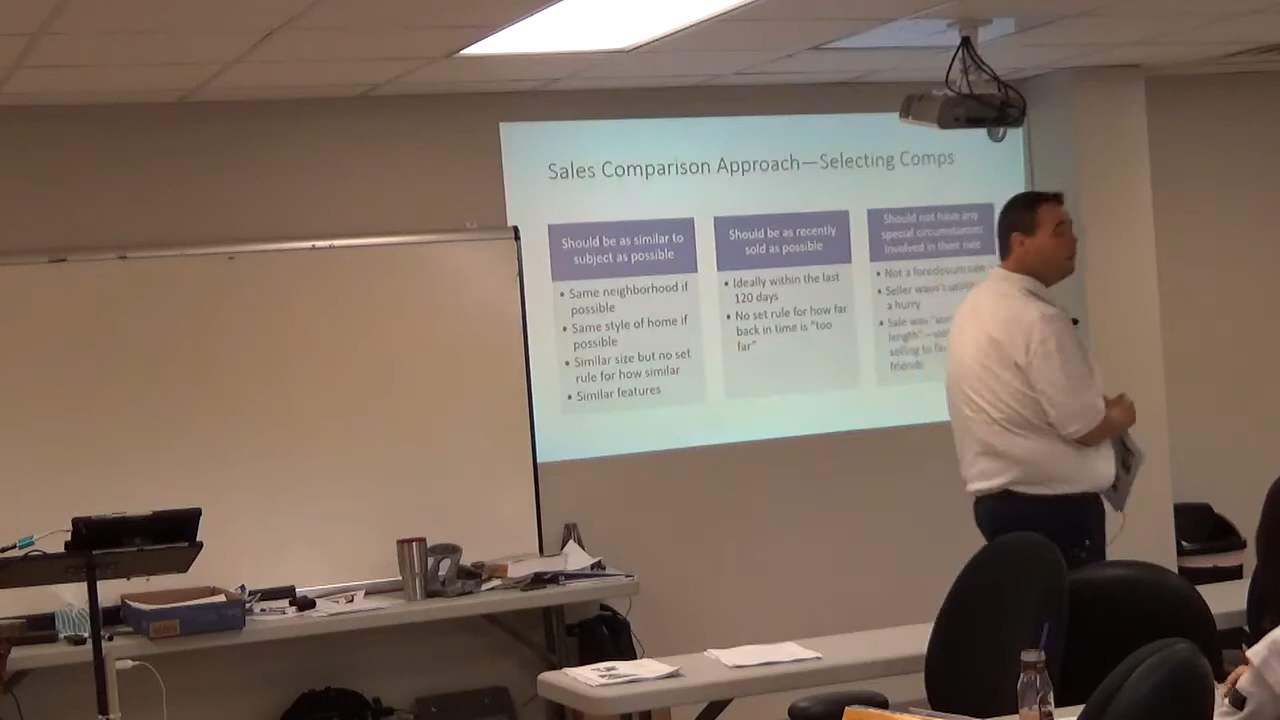 Sales Comparison Approach—Selecting Comps
Should be as similar to
subject as possible
• Same neighborhood if
possible
• Same style of home if
possible
• Similar size but no set
rule for how similar
• Similar features
Should be as recently
sold as possible
• Ideally within the last
120 days
• No set rule for how far
back in time is "too
far"
Should not have any
special circumstances
involved in their sale
• Not a foreclosure
• Seller wasn't
a hurry
• Sale was
length"
selling to
friends